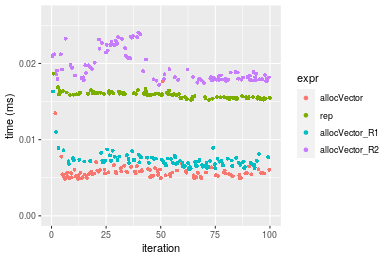 time (ms)
0.02
0.01
0.00
0
25
50
75
100
iteration
expr
allocVector
rep
allocVector_R1
allocVector_R2